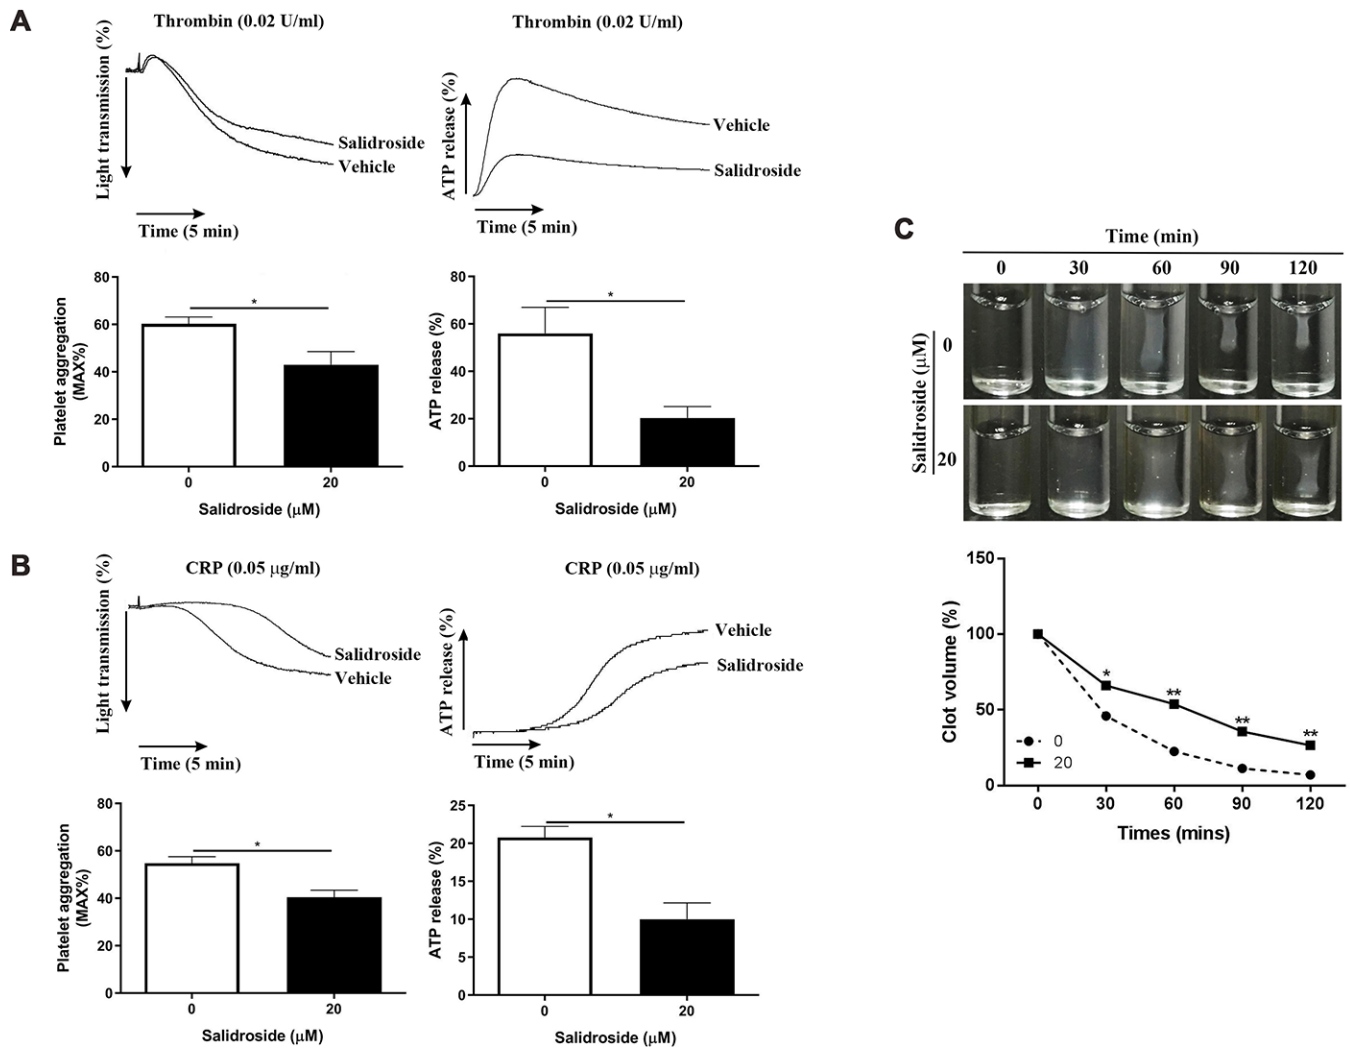 A
Thrombin (0.02 U/ml)
Light transmission (%)
Salidroside
Vehicle
Time (5 min)
Thrombin (0.02 U/ml)
ATP release (%)
Vehicle
Salidroside
Time (5 min)
Platelet aggregation
(MAX%)
80
60
40
20
0
*
0
20
Salidroside (μM)
ATP release (%)
80
60
40
20
0
*
0
20
Salidroside (μM)
B
CRP (0.05 μg/ml)
Light transmission (%)
Salidroside
Vehicle
Time (5 min)
CRP (0.05 μg/ml)
ATP release (%)
Vehicle
Salidroside
Time (5 min)
Platelet aggregation
(MAX%)
80
60
40
20
0
*
0
20
Salidroside (μM)
ATP release (%)
25
20
15
10
5
0
*
0
20
Salidroside (μM)
C
Time (min)
0 30 60 90 120
Salidroside (μM)
0
20
Clot volume (%)
150
100
50
0
* ** ** **
0
20
0 30 60 90 120
Times (mins)